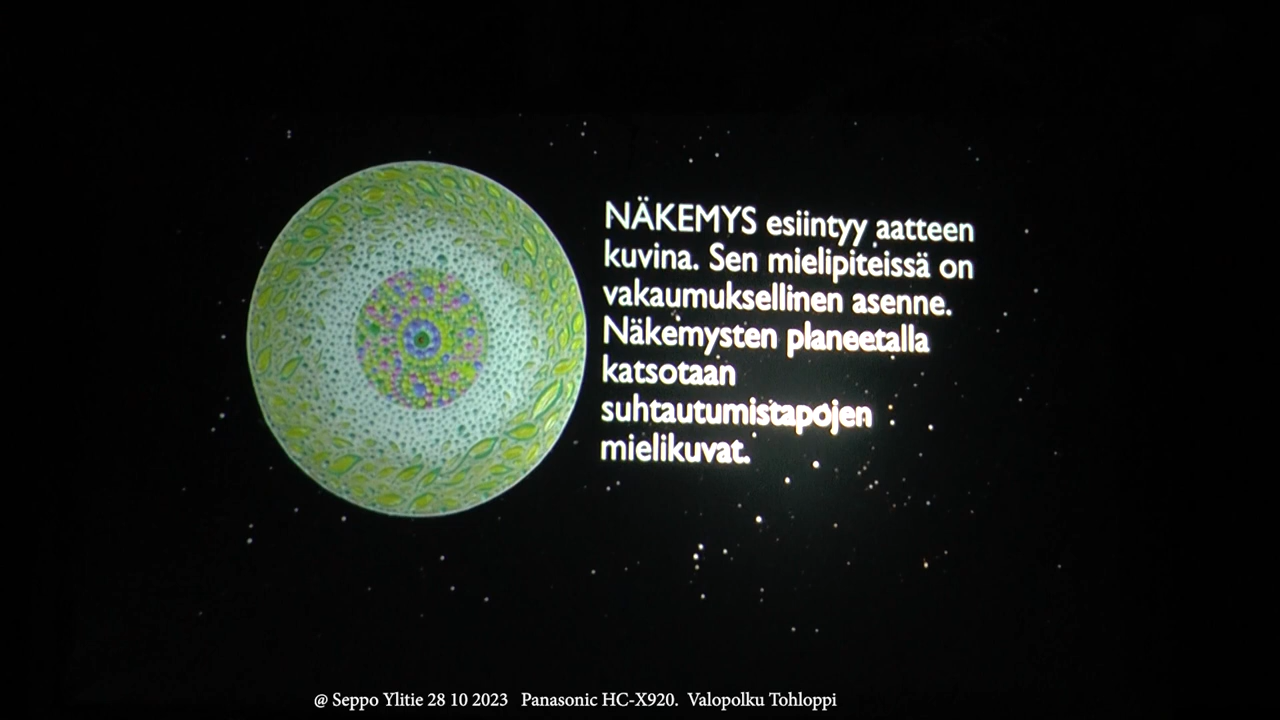 NÄKEMYS esiintyy aatteen
kuvina. Sen mielipiteissä on
vakaumuksellinen asenne.
Näkemysten planeetalla
katsotaan
suhtautumistapojen
mielikuvat.
@ Seppo Ylitie 28 10 2023   Panasonic HC-X920.  Valopolku Tohloppi